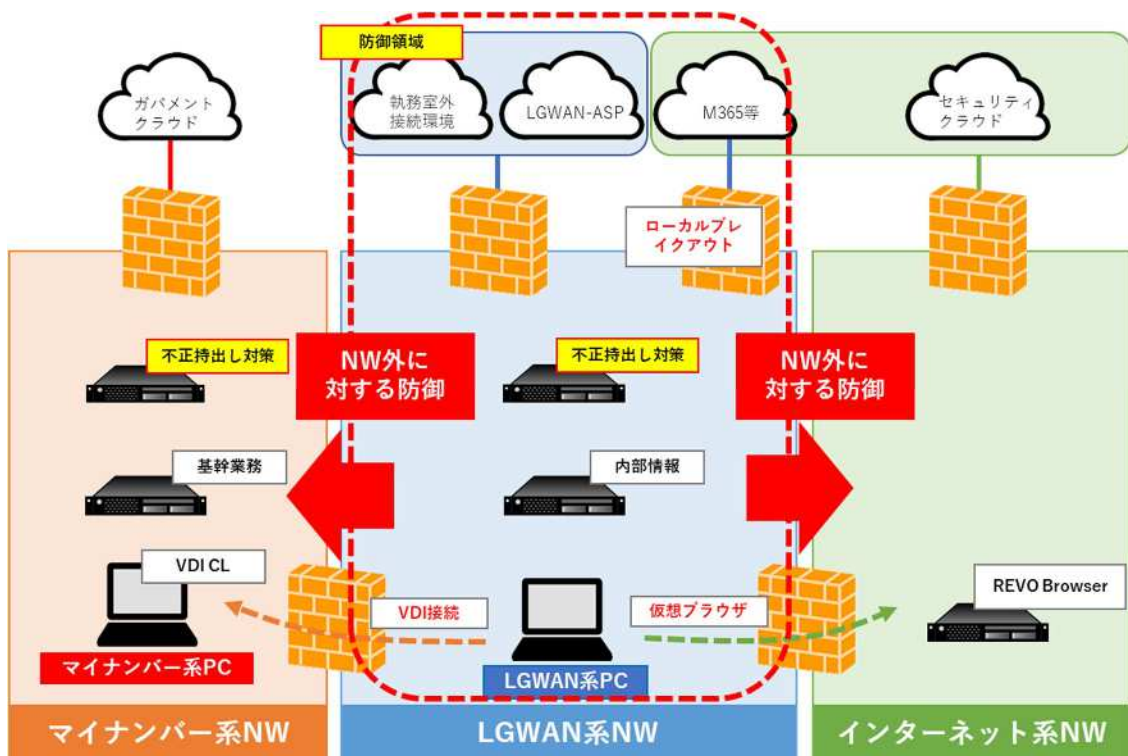 防御領域
ガバメント
クラウド
執務室外
接続環境
LGWAN-ASP
M365等
セキュリティ
クラウド
ローカルブレ
イクアウト
不正持出し対策
NW外に
対する防御
不正持出し対策
NW外に
対する防御
基幹業務
内部情報
VDI CL
VDI接続
仮想ブラウザ
REVO Browser
マイナンバー系PC
LGWAN系PC
マイナンバー系NW
LGWAN系NW
インターネット系NW